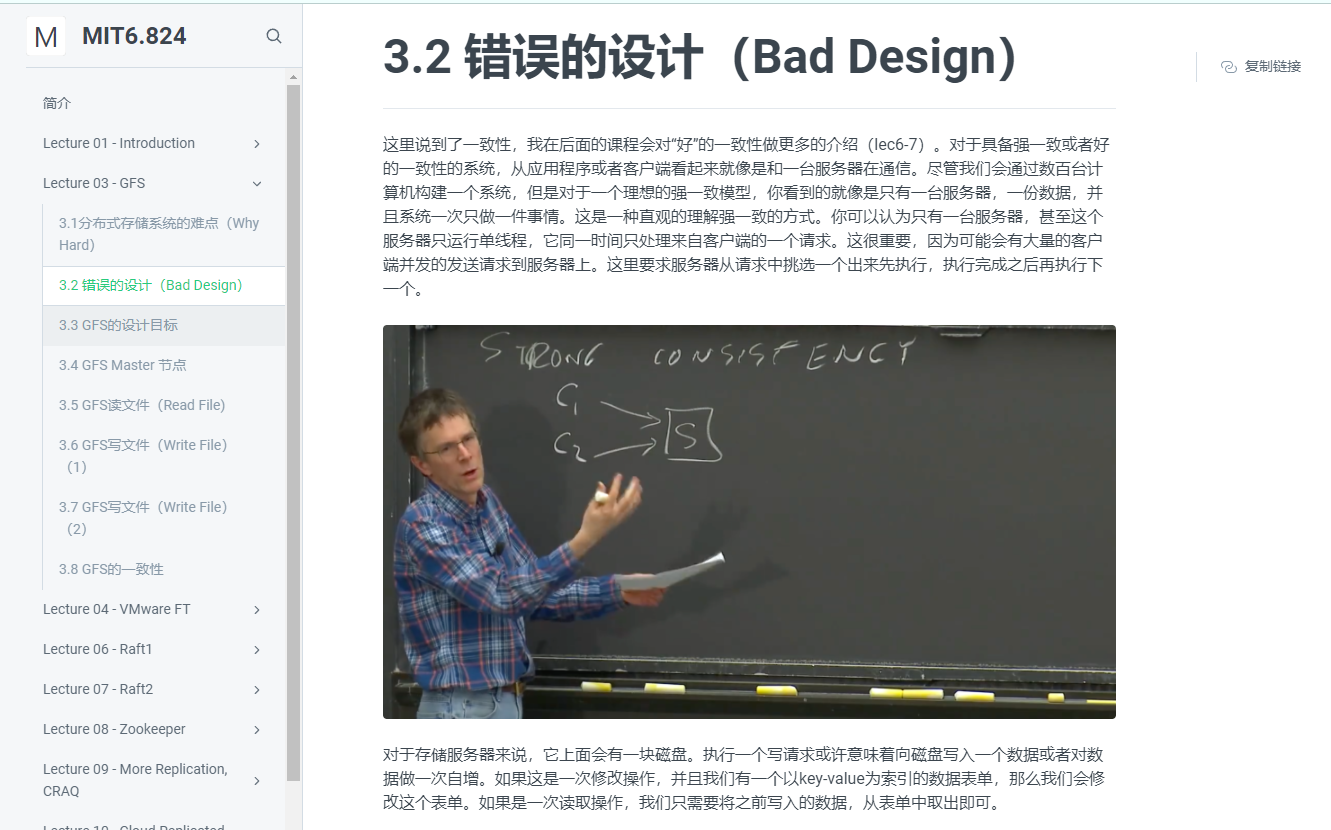 M MIT6.824
简介
Lecture 01 - Introduction
Lecture 03 - GFS
3.1分布式存储系统的难点（Why
Hard）
3.2 错误的设计（Bad Design）
3.3 GFS的设计目标
3.4 GFS Master 节点
3.5 GFS读文件（Read File）
3.6 GFS写文件（Write File）
（1）
3.7 GFS写文件（Write File）
（2）
3.8 GFS的一致性
Lecture 04 - VMware FT
Lecture 06 - Raft1
Lecture 07 - Raft2
Lecture 08 - Zookeeper
Lecture 09 - More Replication,
CRAQ
Lecture 10 - Cloud Replicated
3.2 错误的设计（Bad Design）
复制链接
这里说到了一致性，我在后面的课程会对“好”的一致性做更多的介绍（lec6-7）。对于具备强一致或者好
的一致性的系统，从应用程序或者客户端看起来就像是和一台服务器在通信。尽管我们会通过数百台计
算机构建一个系统，但是对于一个理想的强一致模型，你看到的就像是只有一台服务器，一份数据，并
且系统一次只做一件事情。这是一种直观的理解强一致的方式。你可以认为只有一台服务器，甚至这个
服务器只运行单线程，它同一时间只处理来自客户端的一个请求。这很重要，因为可能会有大量的客户
端并发的发送请求到服务器上。这里要求服务器从请求中挑选一个出来先执行，执行完成之后再执行下
一个。
STRONG CONSISTENCY
C1
C2
S
对于存储服务器来说，它上面会有一块磁盘。执行一个写请求或许意味着向磁盘写入一个数据或者对数
据做一次自增。如果这是一次修改操作，并且我们有一个以key-value为索引的数据表单，那么我们会修
改这个表单。如果是一次读取操作，我们只需要将之前写入的数据，从表单中取出即可。